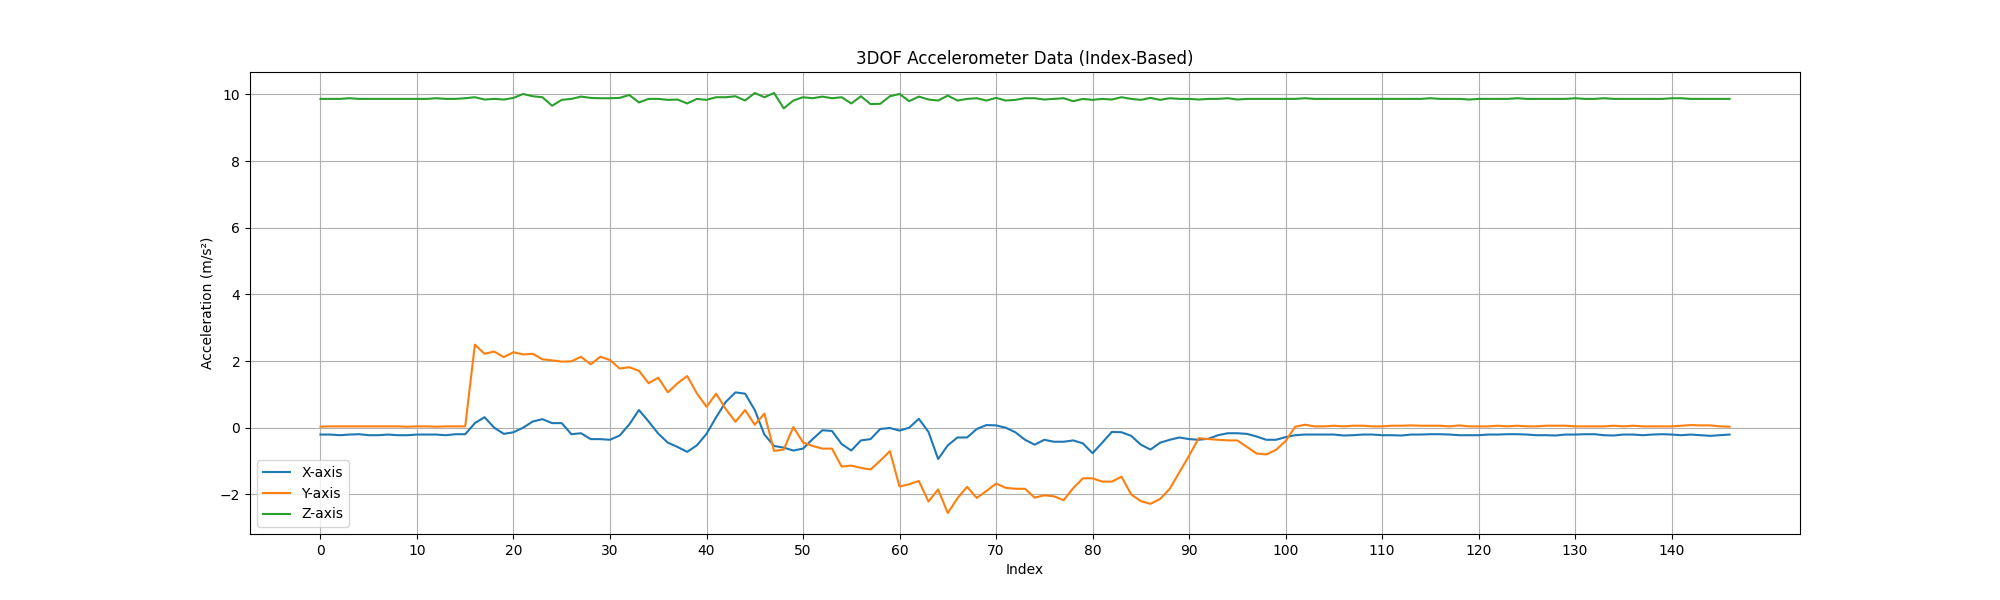 3DOF Accelerometer Data (Index-Based)
Acceleration (m/s²)
10
8
6
4
2
0
−2
X-axis
Y-axis
Z-axis
0 10 20 30 40 50 60 70 80 90 100 110 120 130 140
Index